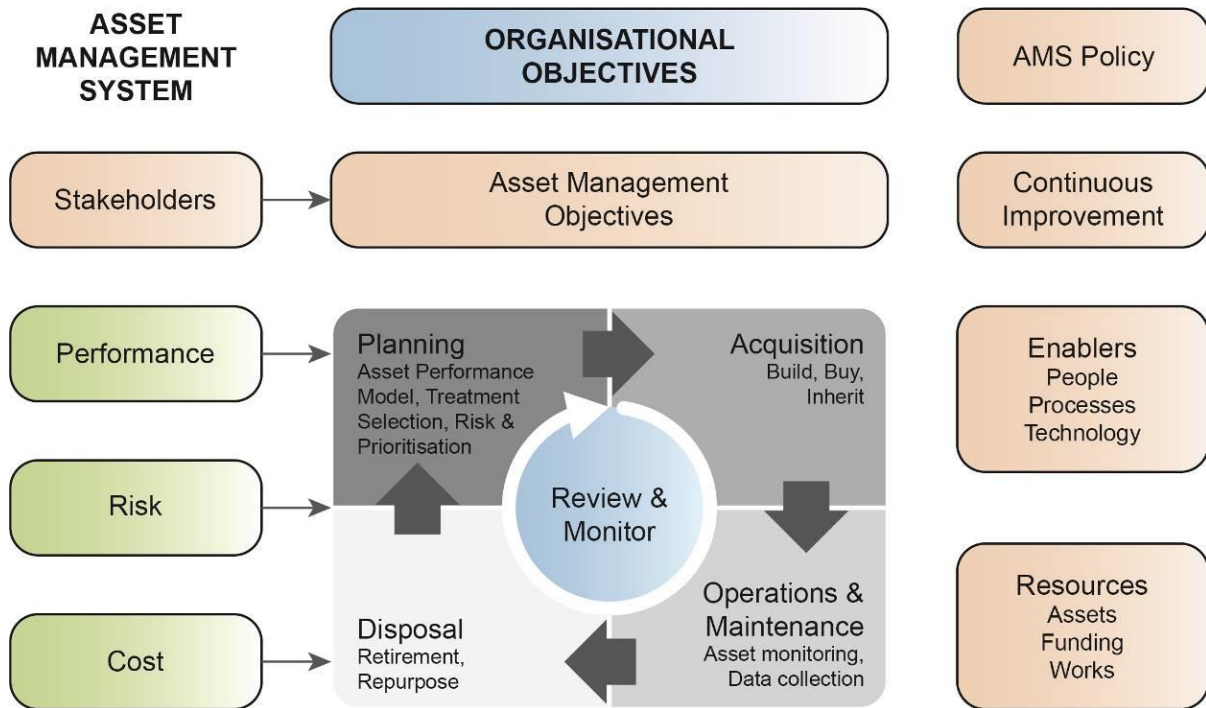 ASSET
MANAGEMENT
SYSTEM
ORGANISATIONAL
OBJECTIVES
AMS Policy
Stakeholders
Asset Management
Objectives
Continuous
Improvement
Performance
Planning
Asset Performance
Model, Treatment
Selection, Risk &
Prioritisation
Acquisition
Build, Buy,
Inherit
Enablers
People
Processes
Technology
Risk
Review &
Monitor
Cost
Disposal
Retirement,
Repurpose
Operations &
Maintenance
Asset monitoring,
Data collection
Resources
Assets
Funding
Works